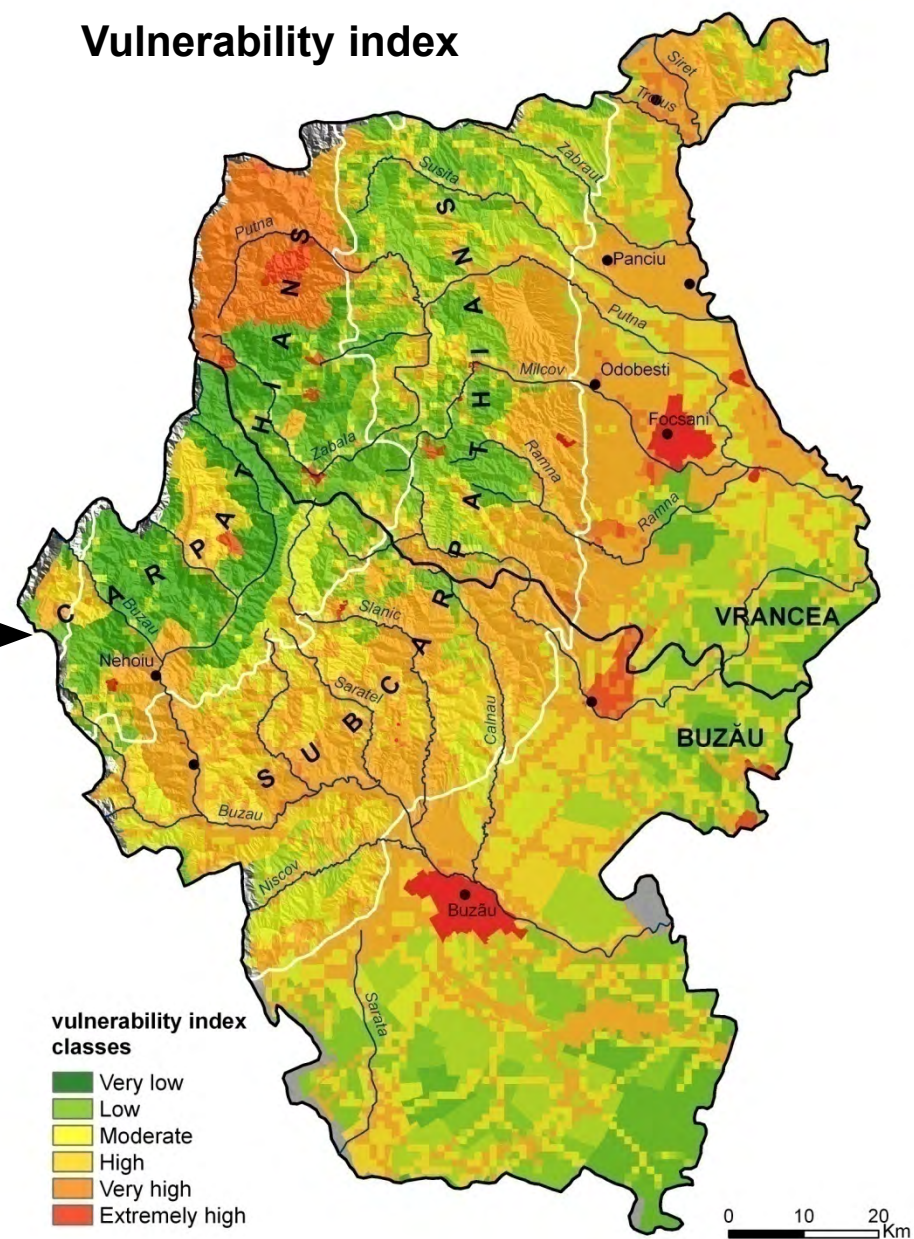 Vulnerability index
Siret
Trotus
Zabraut
Susita
Putna
Panciu
Putna
Milcov
Odobesti
Focsani
Zabala
Ramna
Ramna
CARPATHIANS
SUBCARPATHIANS
Buzau
Slanic
VRANCEA
Nehoiu
Saratel
Calnau
BUZĂU
Buzau
Niscov
Buzău
Sarata
vulnerability index
classes
Very low
Low
Moderate
High
Very high
Extremely high
0 10 20
Km